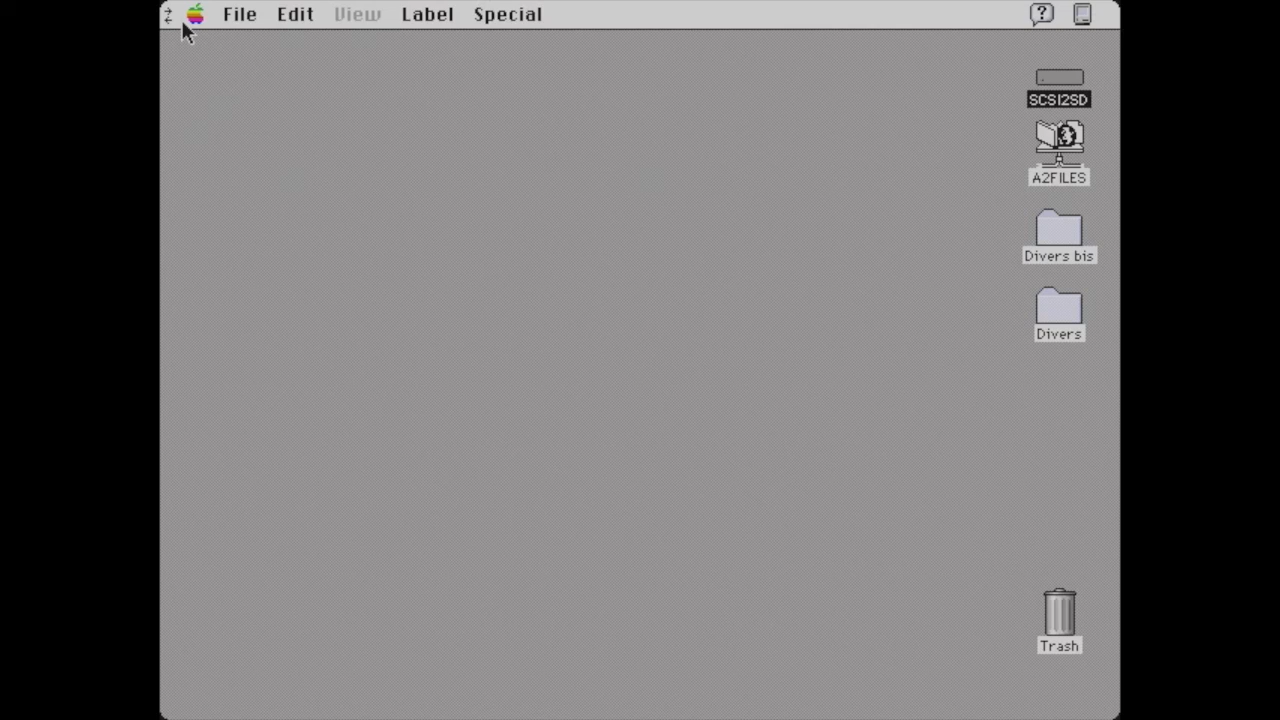 File Edit View Label Special ?
SCSI2SD
A2FILES
Divers bis
Divers
Trash